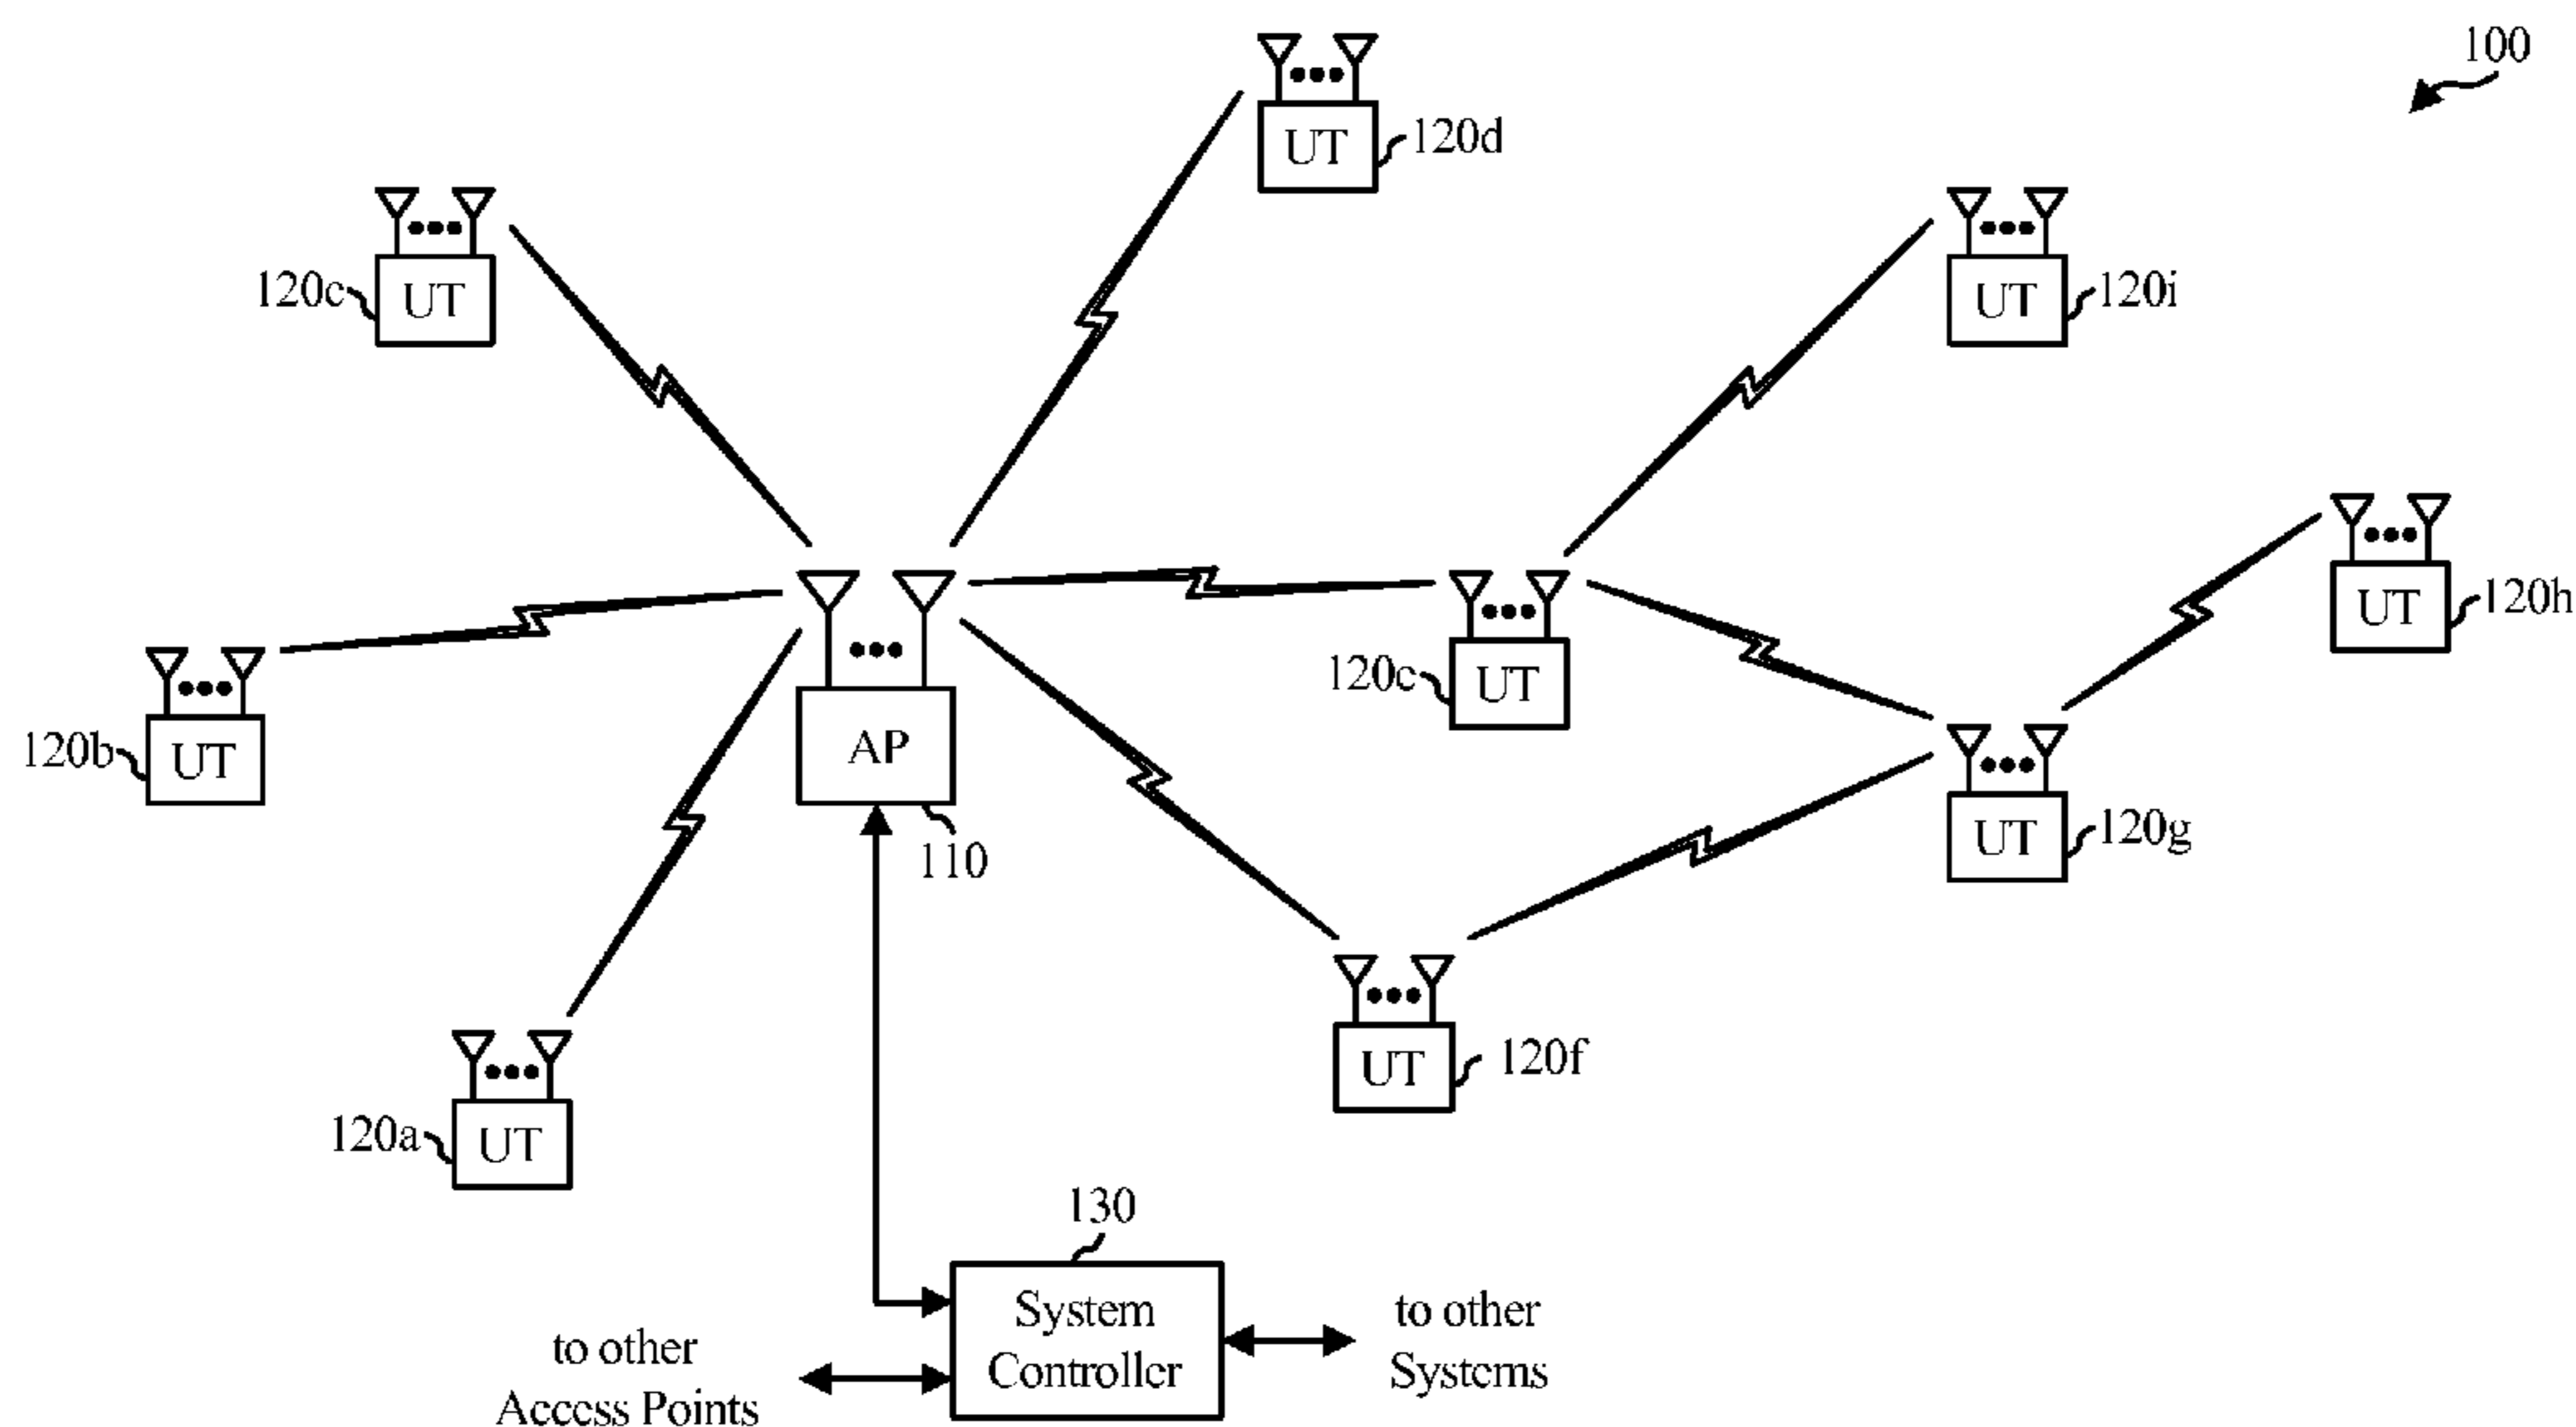 100
UT
120d
120c
UT
UT
120i
UT
120h
120c
UT
120b
UT
AP
110
UT
120g
UT
120f
120a
UT
130
System
Controller
to other
Systems
to other
Access Points